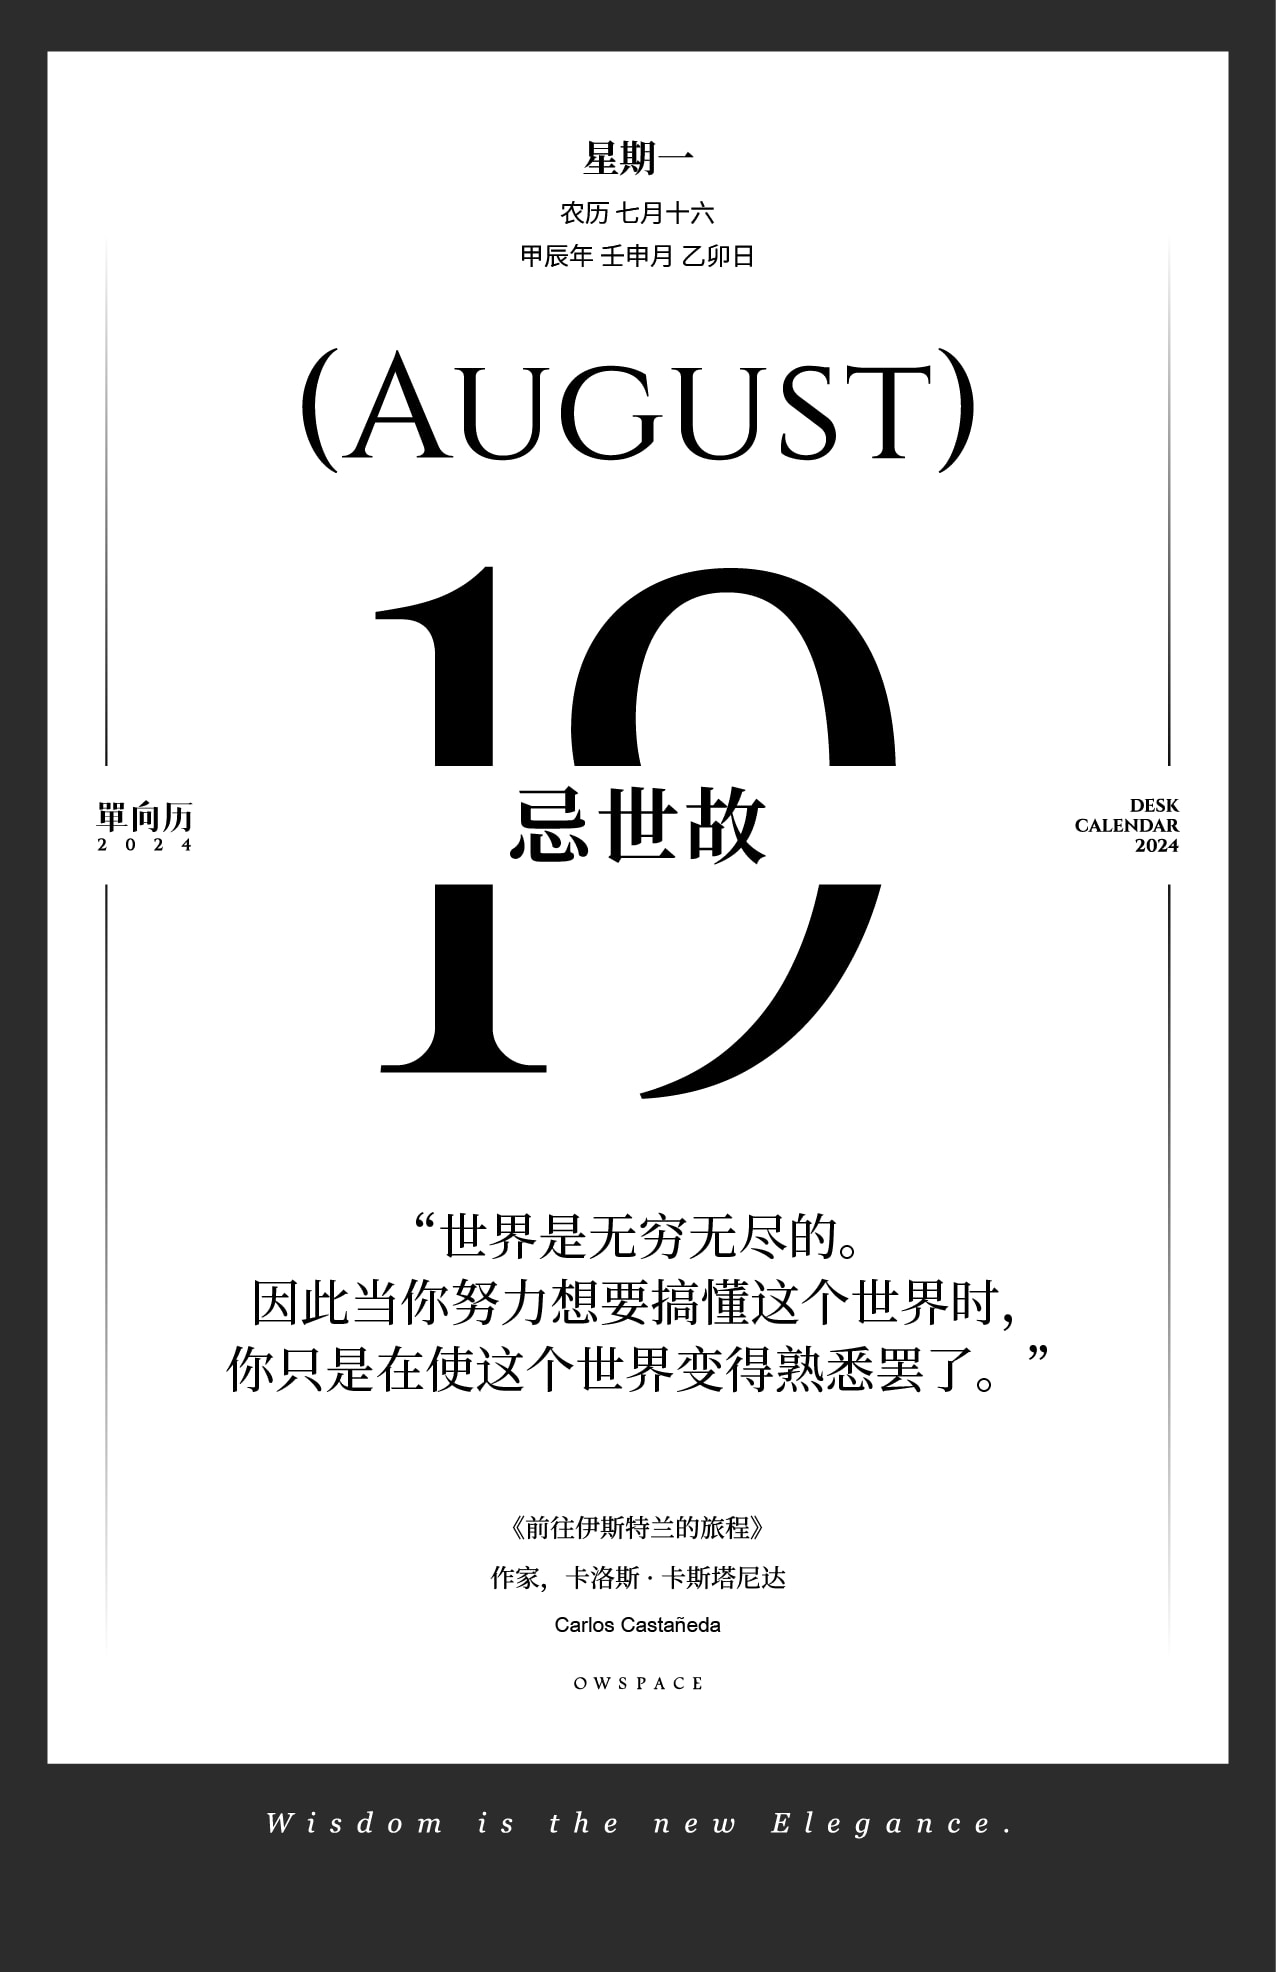 星期一
农历 七月十六
甲辰年 壬申月 乙卯日
(AUGUST)
19
忌世故
單向历
2024
DESK
CALENDAR
2024
“世界是无穷无尽的。
因此当你努力想要搞懂这个世界时，
你只是在使这个世界变得熟悉罢了。”
《前往伊斯特兰的旅程》
作家，卡洛斯·卡斯塔尼达
Carlos Castañeda
OWSPACE
Wisdom is the new Elegance.